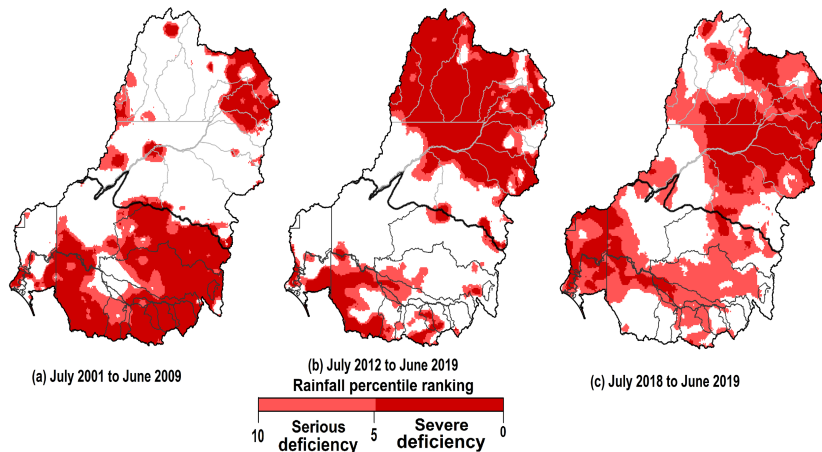 (a) July 2001 to June 2009
(b) July 2012 to June 2019
(c) July 2018 to June 2019
Rainfall percentile ranking
Serious deficiency
Severe deficiency
10
5
0